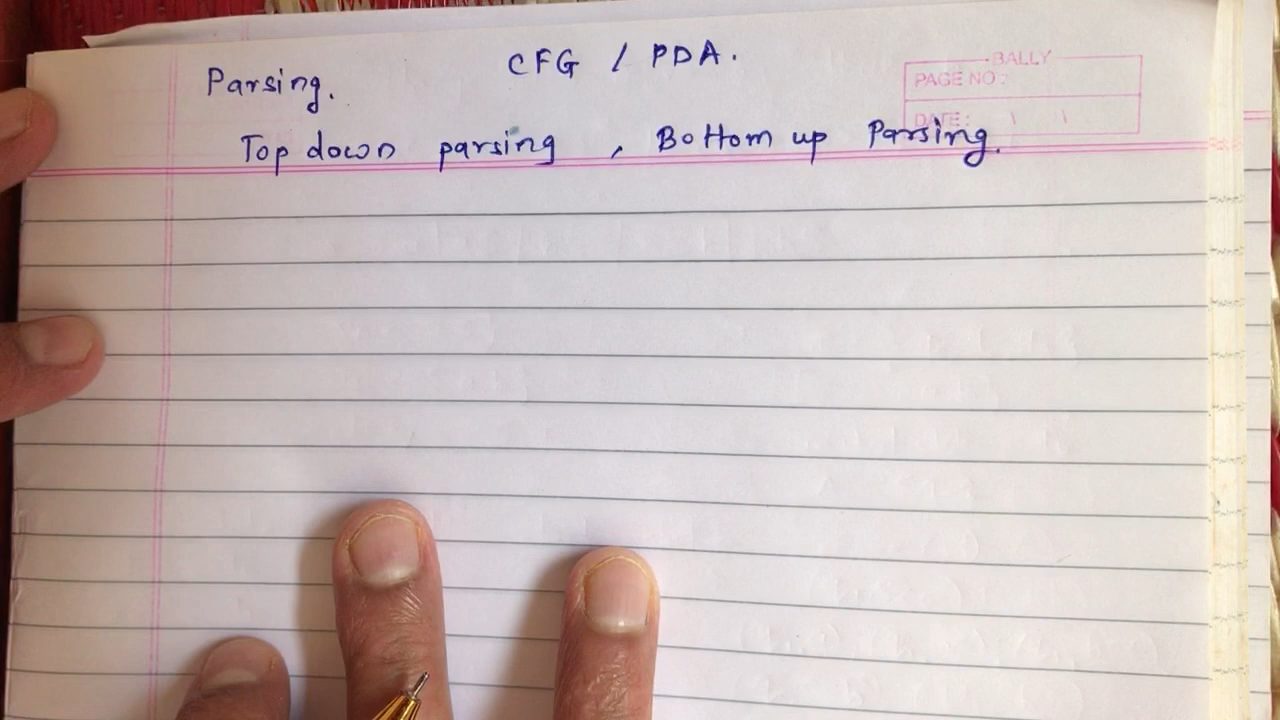 CFG / PDA.
Parsing.
BALLY
PAGE NO :
DATE :
Top down parsing , Bottom up Parsing.